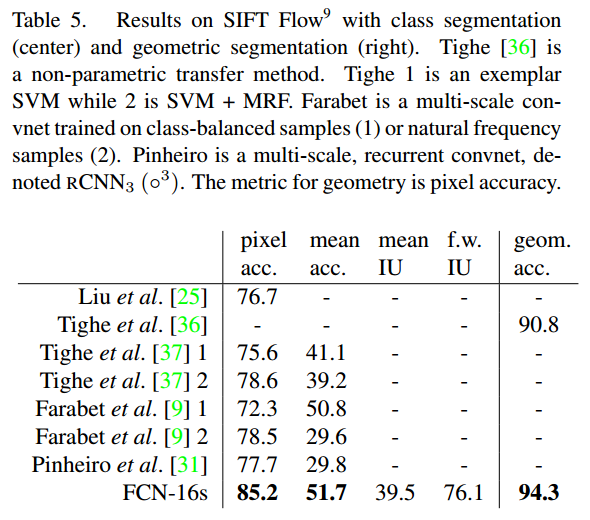 Table 5. Results on SIFT Flow⁹ with class segmentation
(center) and geometric segmentation (right). Tighe [36] is
a non-parametric transfer method. Tighe 1 is an exemplar
SVM while 2 is SVM + MRF. Farabet is a multi-scale con-
vnet trained on class-balanced samples (1) or natural frequency
samples (2). Pinheiro is a multi-scale, recurrent convnet, de-
noted RCNN₃ (∘³). The metric for geometry is pixel accuracy.
pixel mean mean f.w. geom.
acc. acc. IU IU acc.
Liu et al. [25] 76.7 - - - -
Tighe et al. [36] - - - - 90.8
Tighe et al. [37] 1 75.6 41.1 - - -
Tighe et al. [37] 2 78.6 39.2 - - -
Farabet et al. [9] 1 72.3 50.8 - - -
Farabet et al. [9] 2 78.5 29.6 - - -
Pinheiro et al. [31] 77.7 29.8 - - -
FCN-16s 85.2 51.7 39.5 76.1 94.3